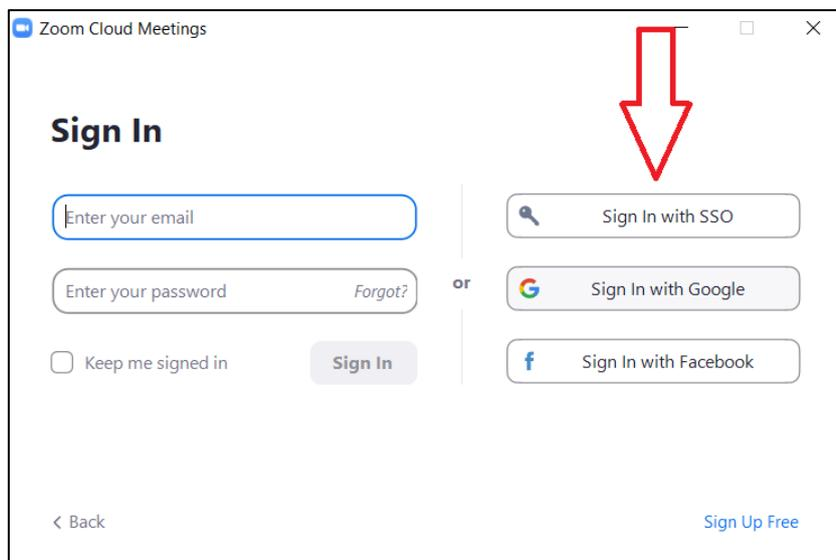 Zoom Cloud Meetings
Sign In
Enter your email
Enter your password Forgot?
Keep me signed in Sign In
or
Sign In with SSO
Sign In with Google
Sign In with Facebook
Back
Sign Up Free